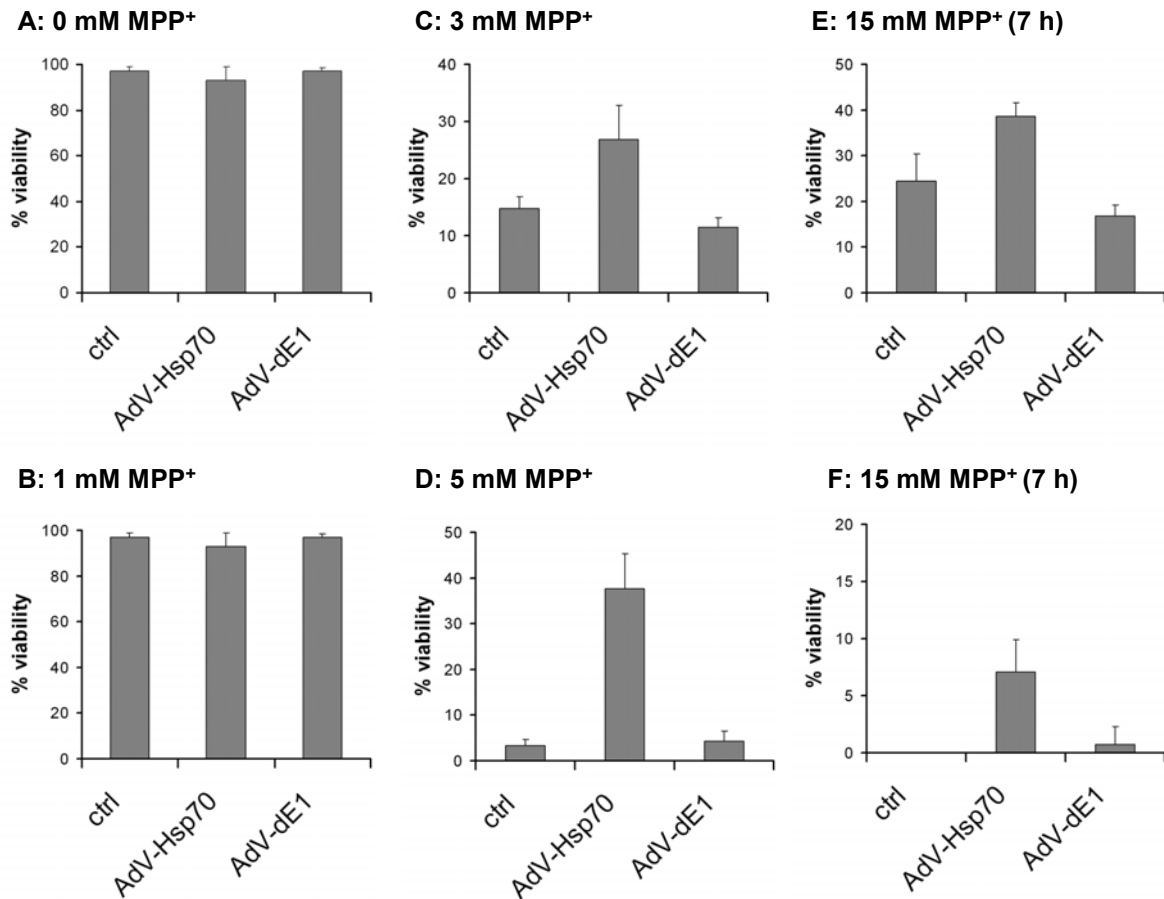 A: 0 mM MPP⁺
% viability
100
80
60
40
20
0
ctrl
AdV-Hsp70
AdV-dE1
C: 3 mM MPP⁺
% viability
40
30
20
10
0
ctrl
AdV-Hsp70
AdV-dE1
E: 15 mM MPP⁺ (7 h)
% viability
50
40
30
20
10
0
ctrl
AdV-Hsp70
AdV-dE1
B: 1 mM MPP⁺
% viability
100
80
60
40
20
0
ctrl
AdV-Hsp70
AdV-dE1
D: 5 mM MPP⁺
% viability
50
40
30
20
10
0
ctrl
AdV-Hsp70
AdV-dE1
F: 15 mM MPP⁺ (7 h)
% viability
20
15
10
5
0
ctrl
AdV-Hsp70
AdV-dE1